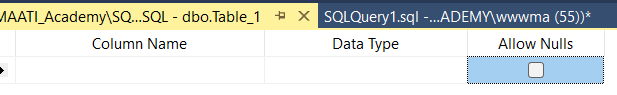 MAATI_Academy\SQ...SQL - dbo.Table_1 SQLQuery1.sql -...ADEMY\wwwma (55))*
Column Name Data Type Allow Nulls